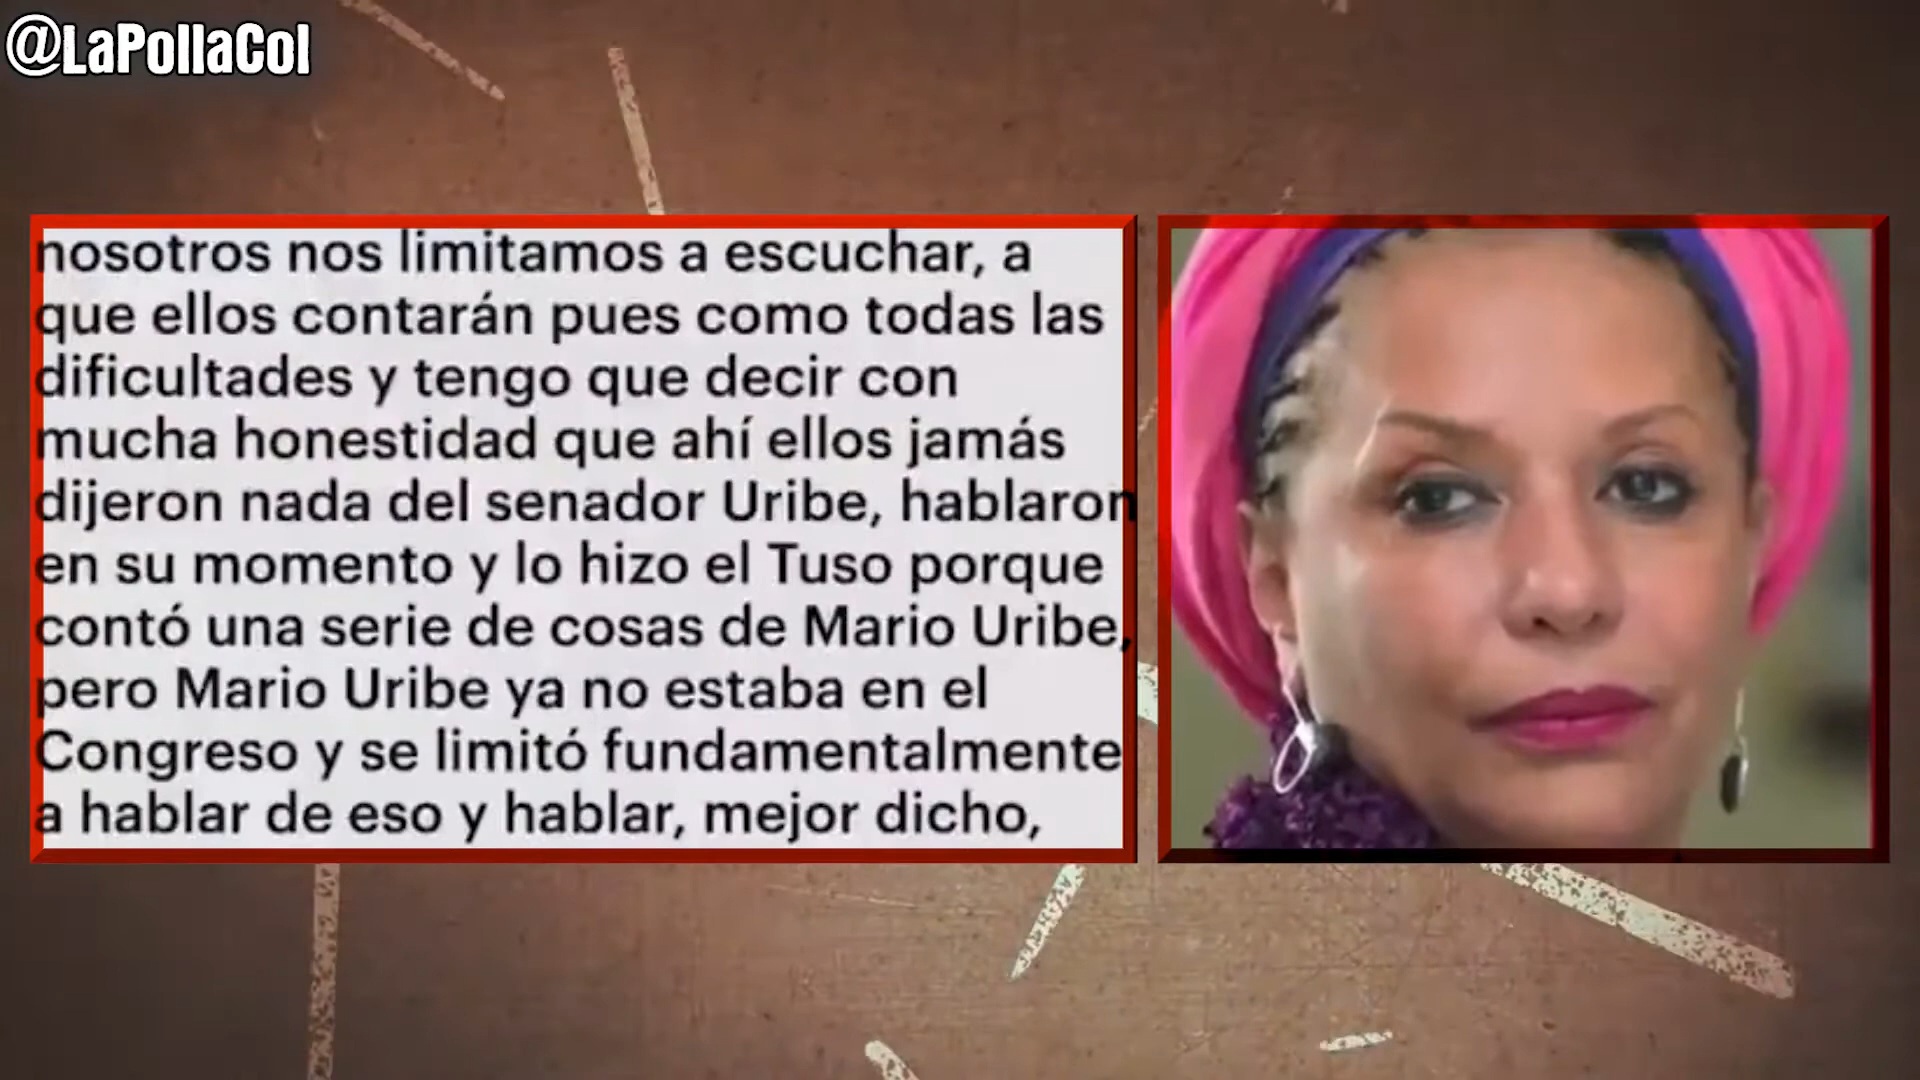 @LaPollaCol
nosotros nos limitamos a escuchar, a
que ellos contarán pues como todas las
dificultades y tengo que decir con
mucha honestidad que ahí ellos jamás
dijeron nada del senador Uribe, hablaron
en su momento y lo hizo el Tuso porque
contó una serie de cosas de Mario Uribe,
pero Mario Uribe ya no estaba en el
Congreso y se limitó fundamentalmente
a hablar de eso y hablar, mejor dicho,